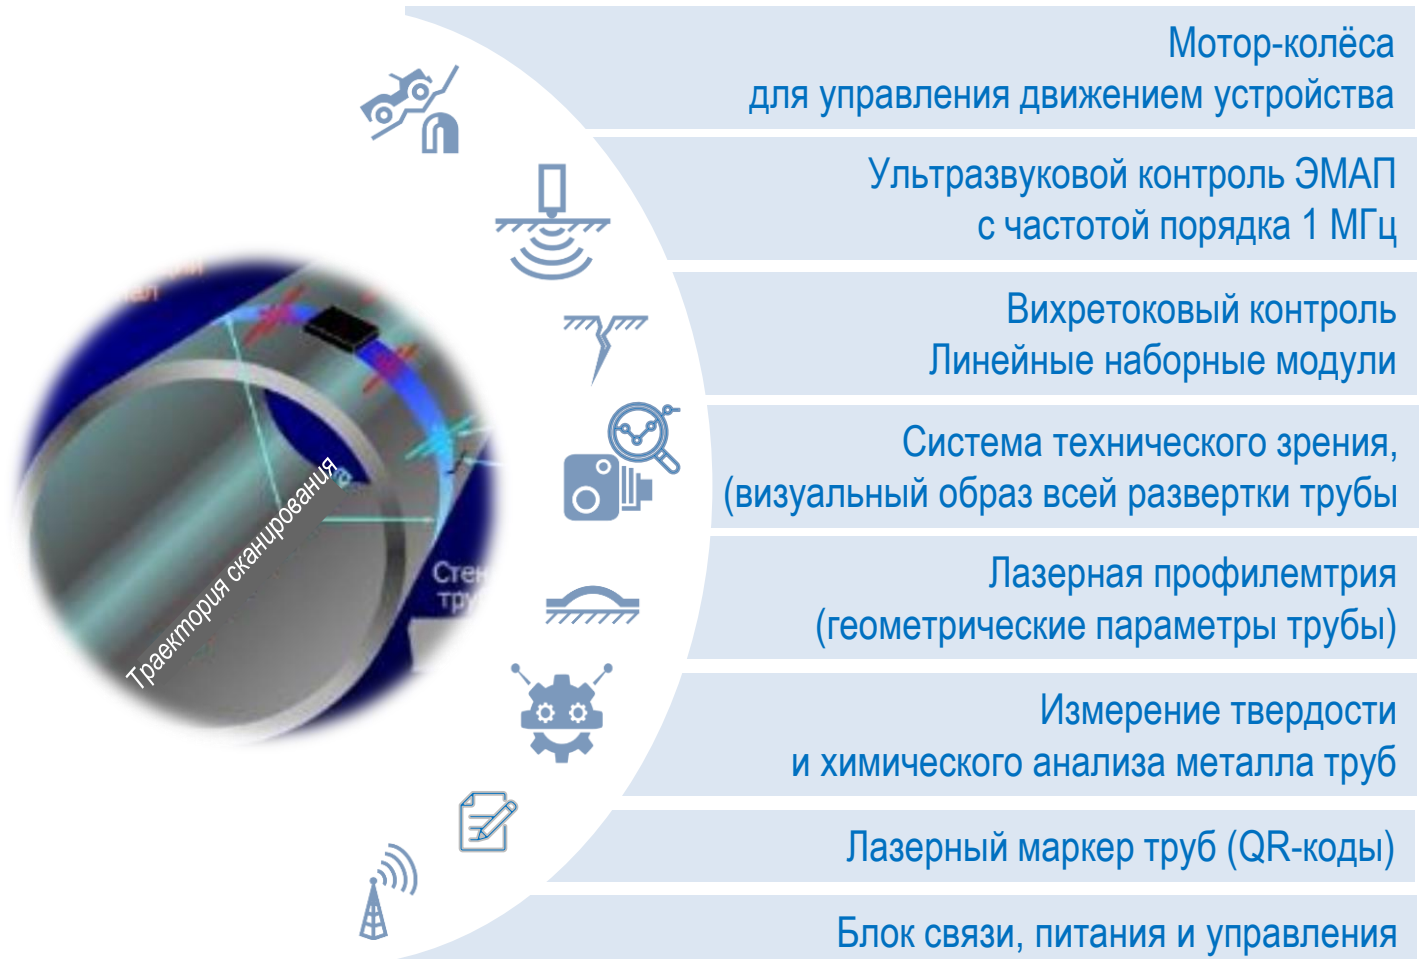 Мотор-колёса
для управления движением устройства
Ультразвуковой контроль ЭМАП
с частотой порядка 1 МГц
Вихретоковый контроль
Линейные наборные модули
Система технического зрения,
(визуальный образ всей развертки трубы
Лазерная профилемтрия
(геометрические параметры трубы)
Измерение твердости
и химического анализа металла труб
Лазерный маркер труб (QR-коды)
Блок связи, питания и управления
Траектория сканирования